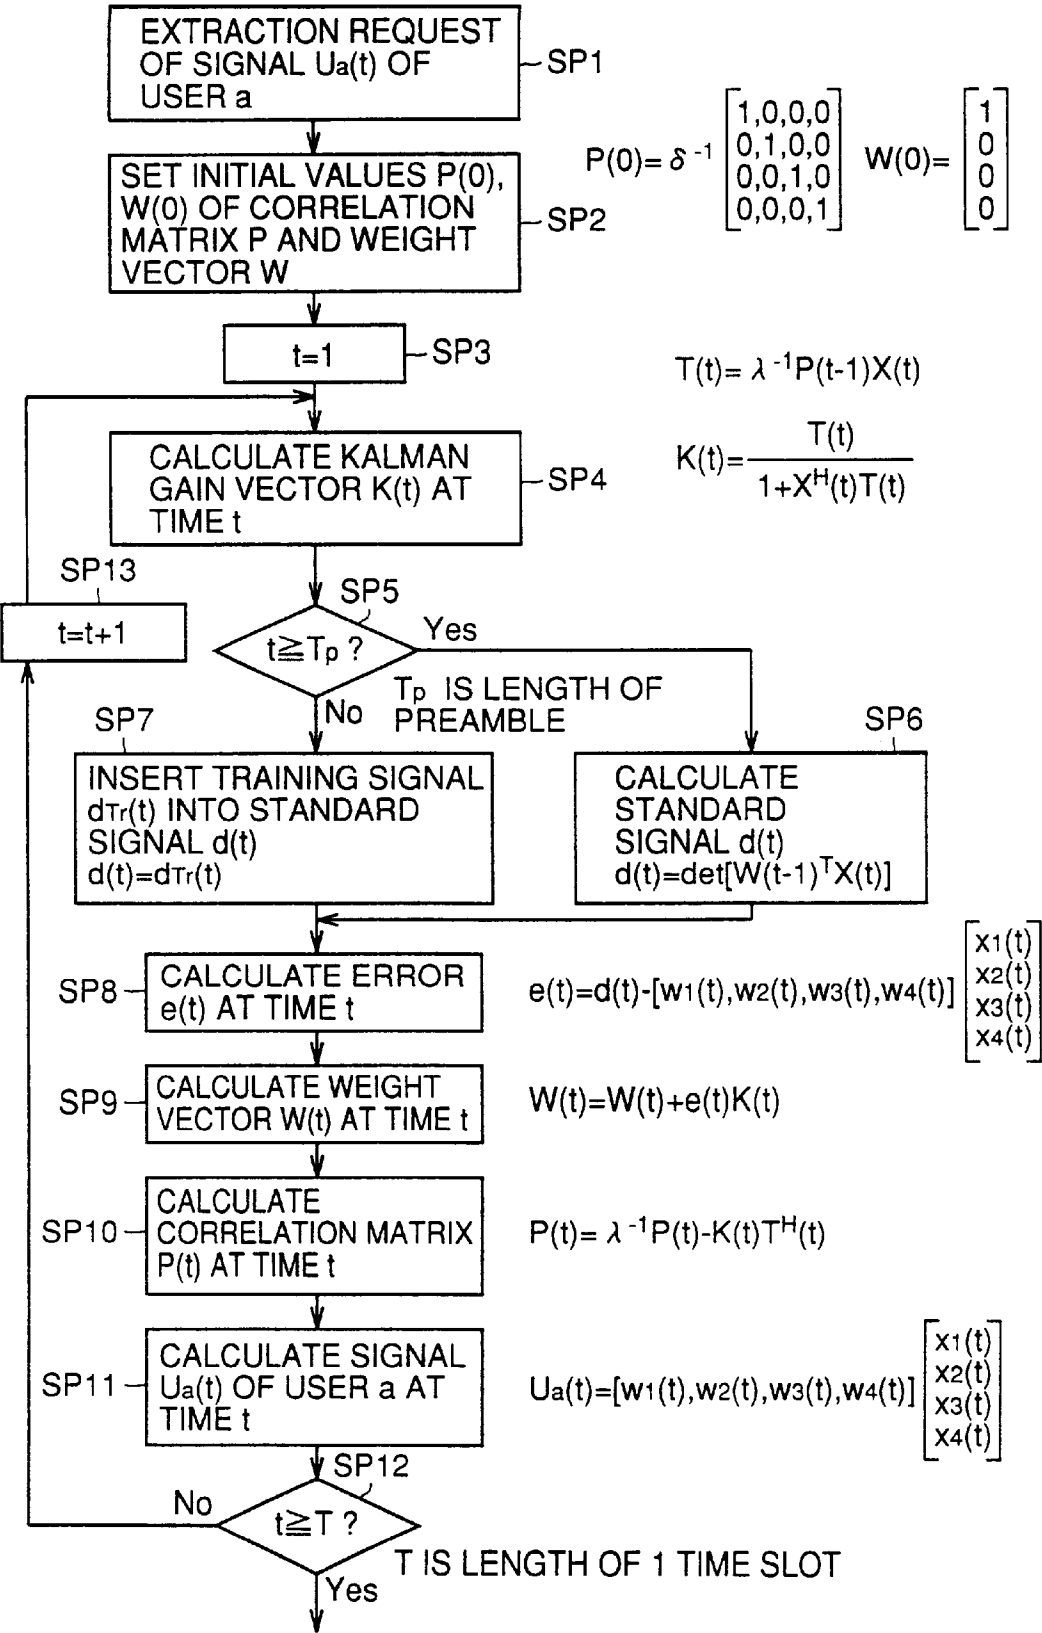 EXTRACTION REQUEST
OF SIGNAL Ua(t) OF
USER a
SP1
P(0)= δ -1 [1,0,0,0
0,1,0,0
0,0,1,0
0,0,0,1]
W(0)= [1
0
0
0]
SET INITIAL VALUES P(0),
W(0) OF CORRELATION
MATRIX P AND WEIGHT
VECTOR W
SP2
t=1
SP3
T(t)= λ -1P(t-1)X(t)
CALCULATE KALMAN
GAIN VECTOR K(t) AT
TIME t
SP4
K(t)=
T(t)
1+XH(t)T(t)
SP13
t=t+1
SP5
t≧Tp ?
Yes
No
Tp IS LENGTH OF
PREAMBLE
SP7
INSERT TRAINING SIGNAL
dTr(t) INTO STANDARD
SIGNAL d(t)
d(t)=dTr(t)
SP6
CALCULATE
STANDARD
SIGNAL d(t)
d(t)=det[W(t-1)TX(t)]
SP8
CALCULATE ERROR
e(t) AT TIME t
e(t)=d(t)-[w1(t),w2(t),w3(t),w4(t)] [x1(t)
x2(t)
x3(t)
x4(t)]
SP9
CALCULATE WEIGHT
VECTOR W(t) AT TIME t
W(t)=W(t)+e(t)K(t)
SP10
CALCULATE
CORRELATION MATRIX
P(t) AT TIME t
P(t)= λ -1P(t)-K(t)TH(t)
SP11
CALCULATE SIGNAL
Ua(t) OF USER a AT
TIME t
Ua(t)=[w1(t),w2(t),w3(t),w4(t)] [x1(t)
x2(t)
x3(t)
x4(t)]
SP12
No
t≧T ?
T IS LENGTH OF 1 TIME SLOT
Yes